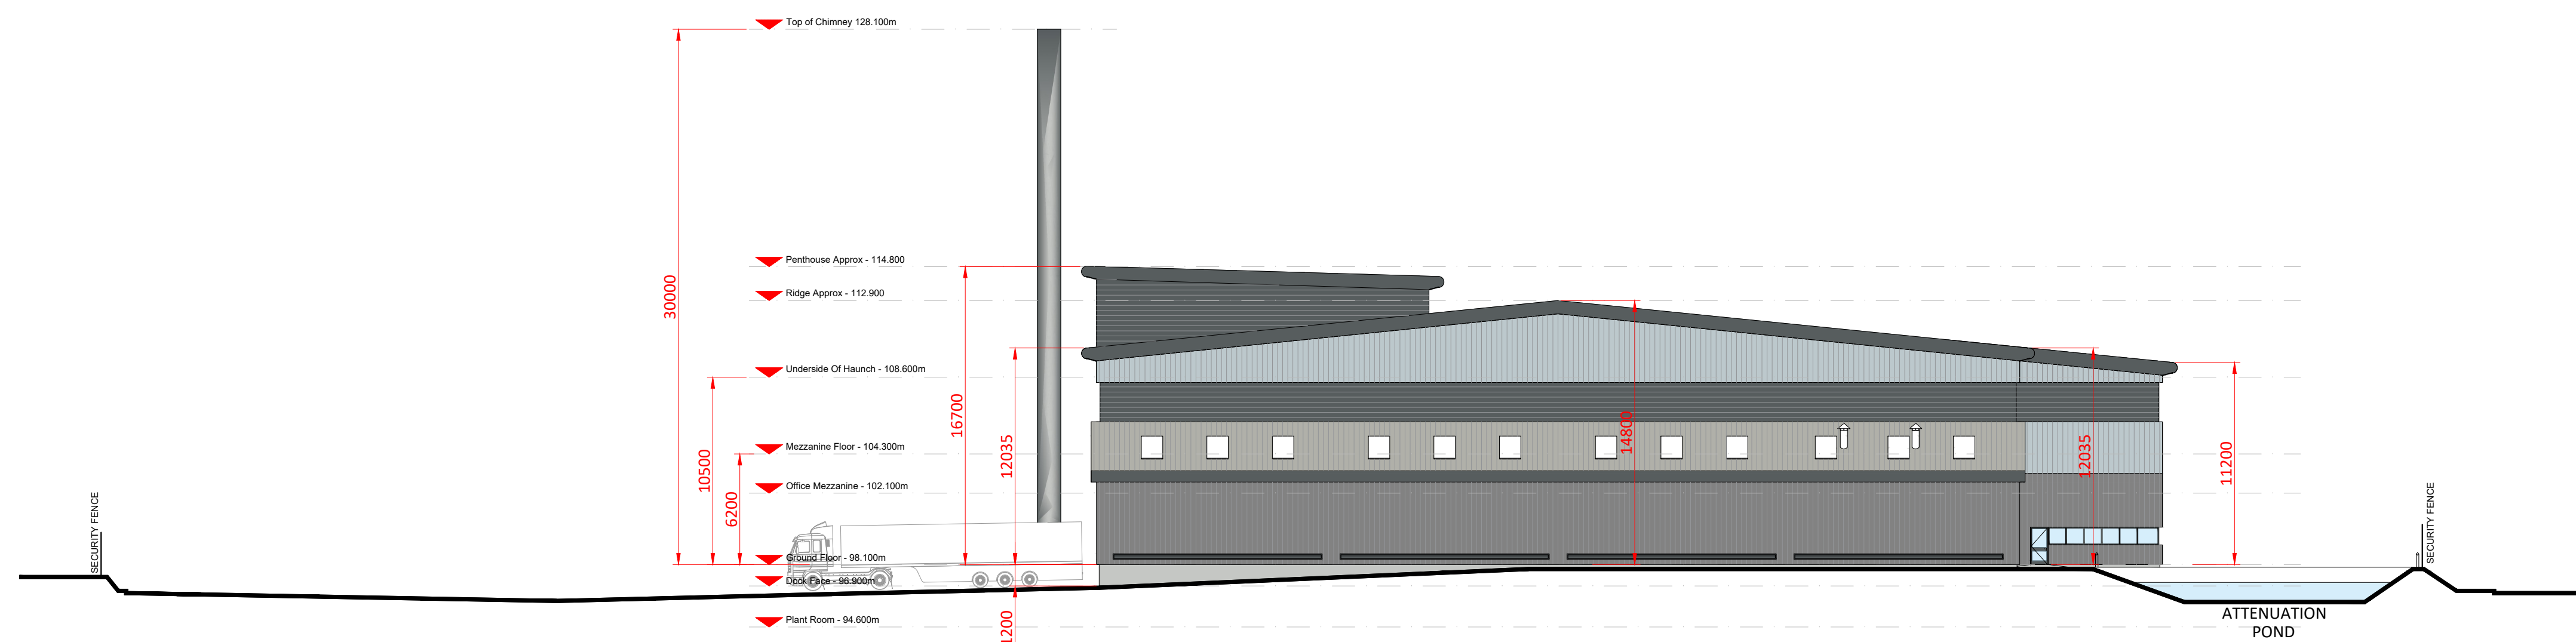 Top of Chimney 128.100m
Penthouse Approx - 114.800
Ridge Approx - 112.900
30000
Underside Of Haunch - 108.600m
16700
12035
14800
12035
11200
Mezzanine Floor - 104.300m
10500
6200
Office Mezzanine - 102.100m
SECURITY FENCE
SECURITY FENCE
Ground Floor - 98.100m
Dock Face - 96.900m
Plant Room - 94.600m
1200
ATTENUATION
POND